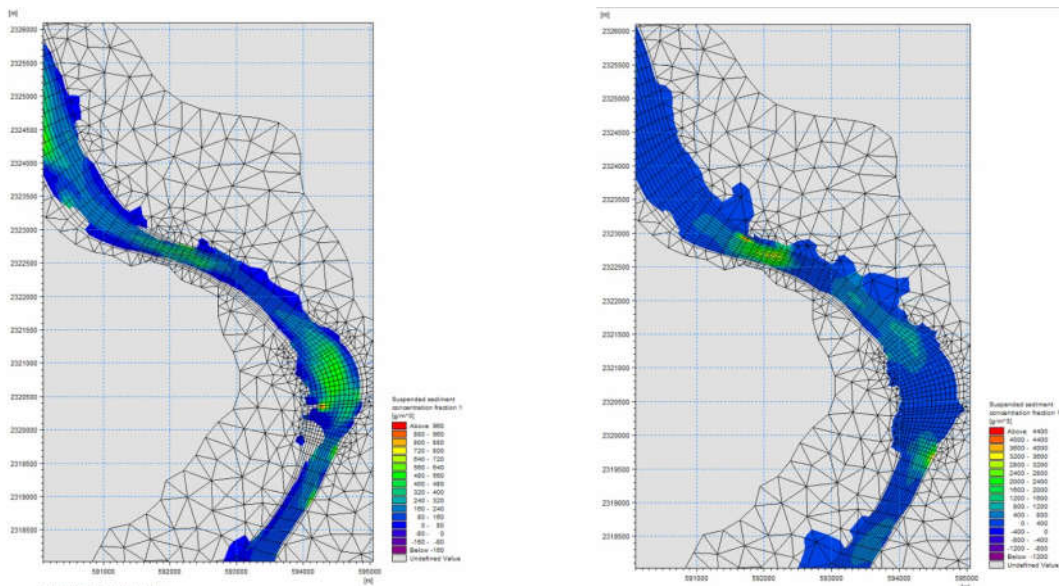 [m]
2326000
2325500
2325000
2324500
2324000
2323500
2323000
2322500
2322000
2321500
2321000
2320500
2320000
2319500
2319000
2318500
2318000
591000
592000
593000
594000
595000
[m]
Suspended sediment
concentration fraction 1
[g/m^3]
Above 960
880 - 960
800 - 880
720 - 800
640 - 720
560 - 640
480 - 560
400 - 480
320 - 400
240 - 320
160 - 240
80 - 160
0 - 80
-80 - 0
-160 - -80
Below -160
Undefined Value
[m]
2326000
2325500
2325000
2324500
2324000
2323500
2323000
2322500
2322000
2321500
2321000
2320500
2320000
2319500
2319000
2318500
591000
592000
593000
594000
595000
Suspended sediment
concentration fraction 1
[g/m^3]
Above 4400
4000 - 4400
3600 - 4000
3200 - 3600
2800 - 3200
2400 - 2800
2000 - 2400
1600 - 2000
1200 - 1600
800 - 1200
400 - 800
0 - 400
-400 - 0
-800 - -400
-1200 - -800
Below -1200
Undefined Value